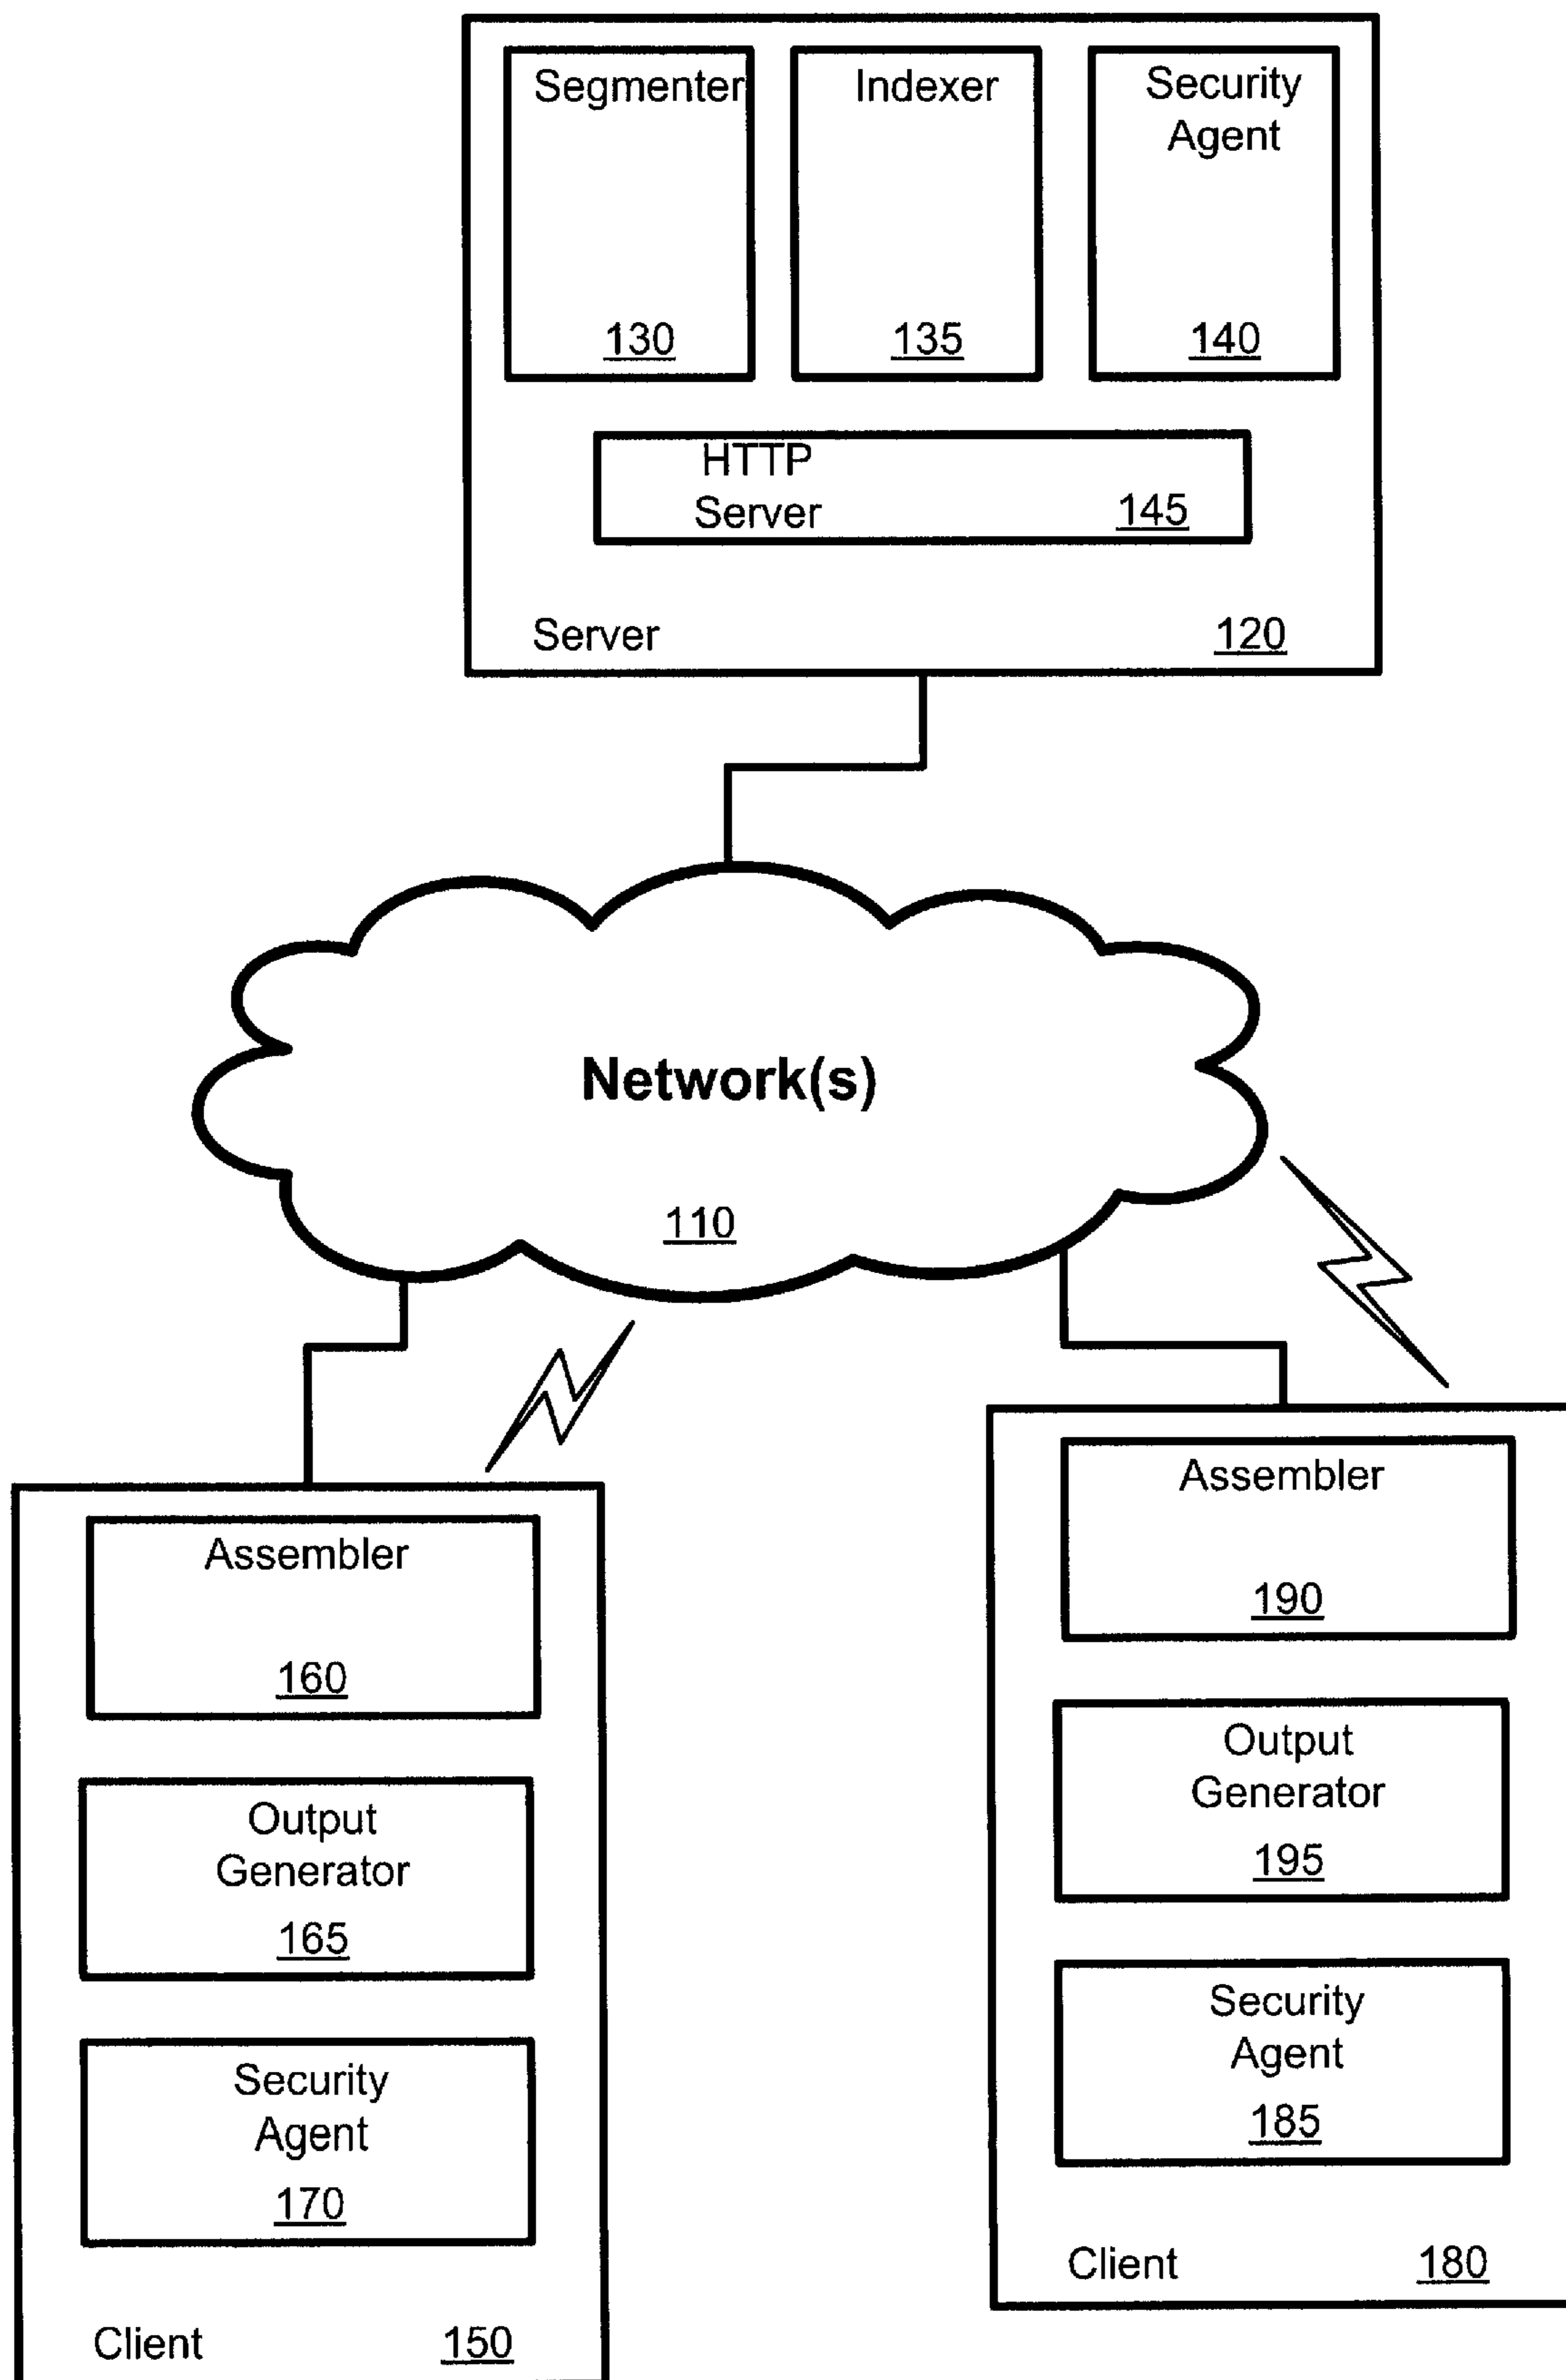 Segmenter
130
Indexer
135
Security
Agent
140
HTTP
Server
145
Server
120
Network(s)
110
Assembler
160
Output
Generator
165
Security
Agent
170
Client
150
Assembler
190
Output
Generator
195
Security
Agent
185
Client
180